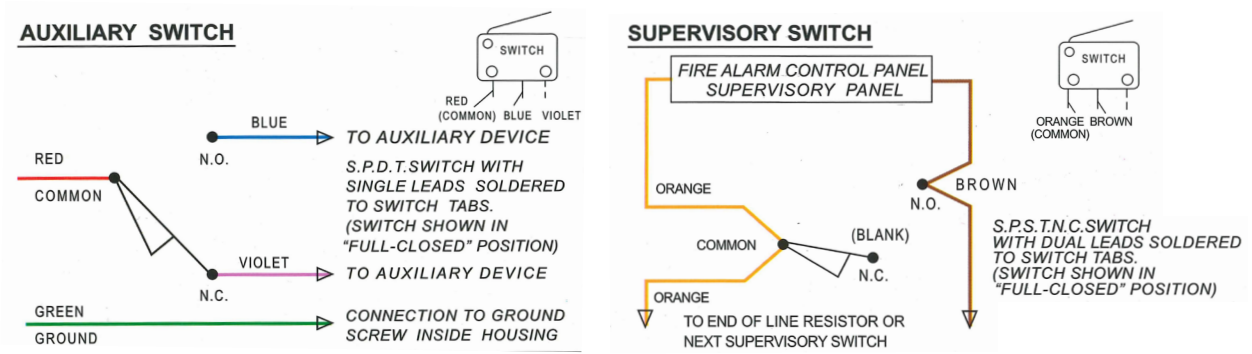 AUXILIARY SWITCH
SWITCH
RED
(COMMON) BLUE VIOLET
BLUE
TO AUXILIARY DEVICE
N.O.
RED
COMMON
S.P.D.T.SWITCH WITH
SINGLE LEADS SOLDERED
TO SWITCH TABS.
(SWITCH SHOWN IN
"FULL-CLOSED" POSITION)
VIOLET
TO AUXILIARY DEVICE
N.C.
GREEN
GROUND
CONNECTION TO GROUND
SCREW INSIDE HOUSING
SUPERVISORY SWITCH
FIRE ALARM CONTROL PANEL
SUPERVISORY PANEL
SWITCH
ORANGE BROWN
(COMMON)
ORANGE
BROWN
N.O.
COMMON
(BLANK)
N.C.
S.P.S.T.N.C.SWITCH
WITH DUAL LEADS SOLDERED
TO SWITCH TABS.
(SWITCH SHOWN IN
"FULL-CLOSED" POSITION)
ORANGE
TO END OF LINE RESISTOR OR
NEXT SUPERVISORY SWITCH